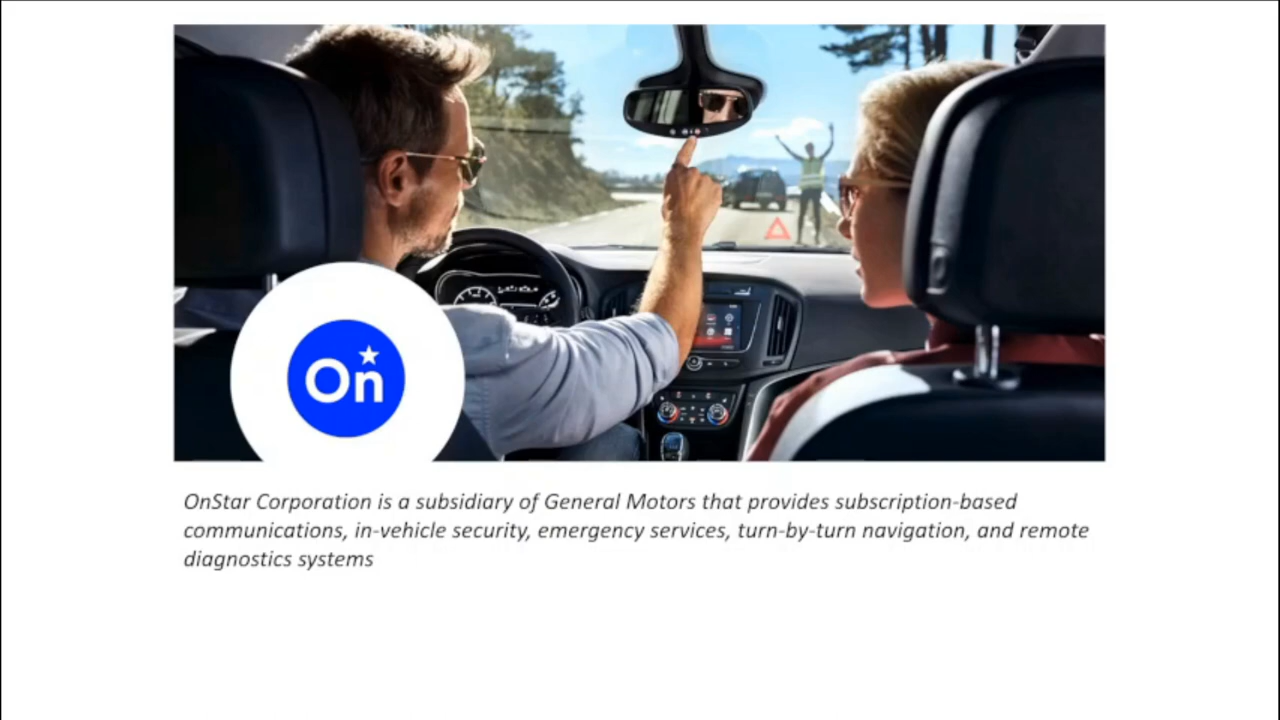 On
OnStar Corporation is a subsidiary of General Motors that provides subscription-based
communications, in-vehicle security, emergency services, turn-by-turn navigation, and remote
diagnostics systems